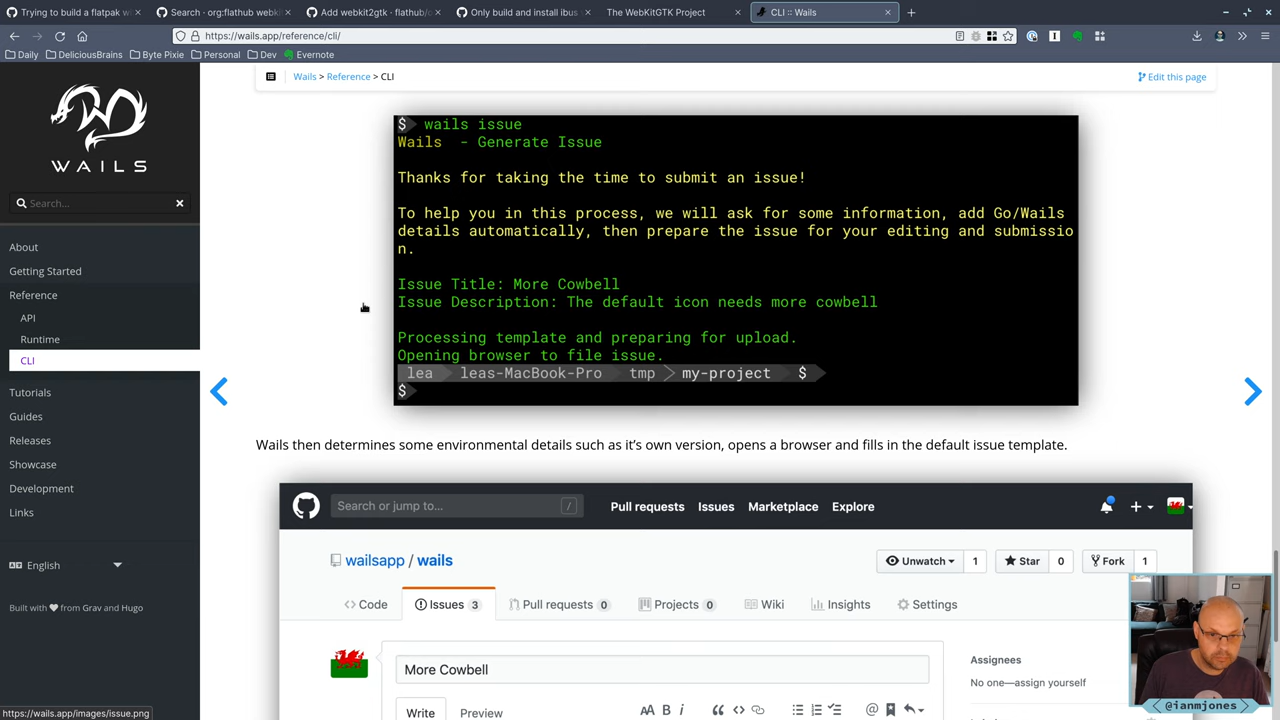 Trying to build a flatpak w
Search · org:flathub webki
Add webkit2gtk · flathub/c
Only build and install ibus
The WebKitGTK Project
CLI :: Wails
https://wails.app/reference/cli/
Daily
DeliciousBrains
Byte Pixie
Personal
Dev
Evernote
WAILS
Search...
About
Getting Started
Reference
API
Runtime
CLI
Tutorials
Guides
Releases
Showcase
Development
Links
English
Built with from Grav and Hugo
Wails > Reference > CLI
Edit this page
$ wails issue
Wails - Generate Issue
Thanks for taking the time to submit an issue!
To help you in this process, we will ask for some information, add Go/Wails
details automatically, then prepare the issue for your editing and submissio
n.
Issue Title: More Cowbell
Issue Description: The default icon needs more cowbell
Processing template and preparing for upload.
Opening browser to file issue.
lea leas-MacBook-Pro tmp > my-project $
$
Wails then determines some environmental details such as it’s own version, opens a browser and fills in the default issue template.
Search or jump to... /
Pull requests Issues Marketplace Explore
wailsapp / wails
Unwatch 1 Star 0 Fork 1
Code Issues 3 Pull requests 0 Projects 0 Wiki Insights Settings
More Cowbell
Assignees
No one—assign yourself
Write Preview
AA B i
https://wails.app/images/issue.png
@ianmjones